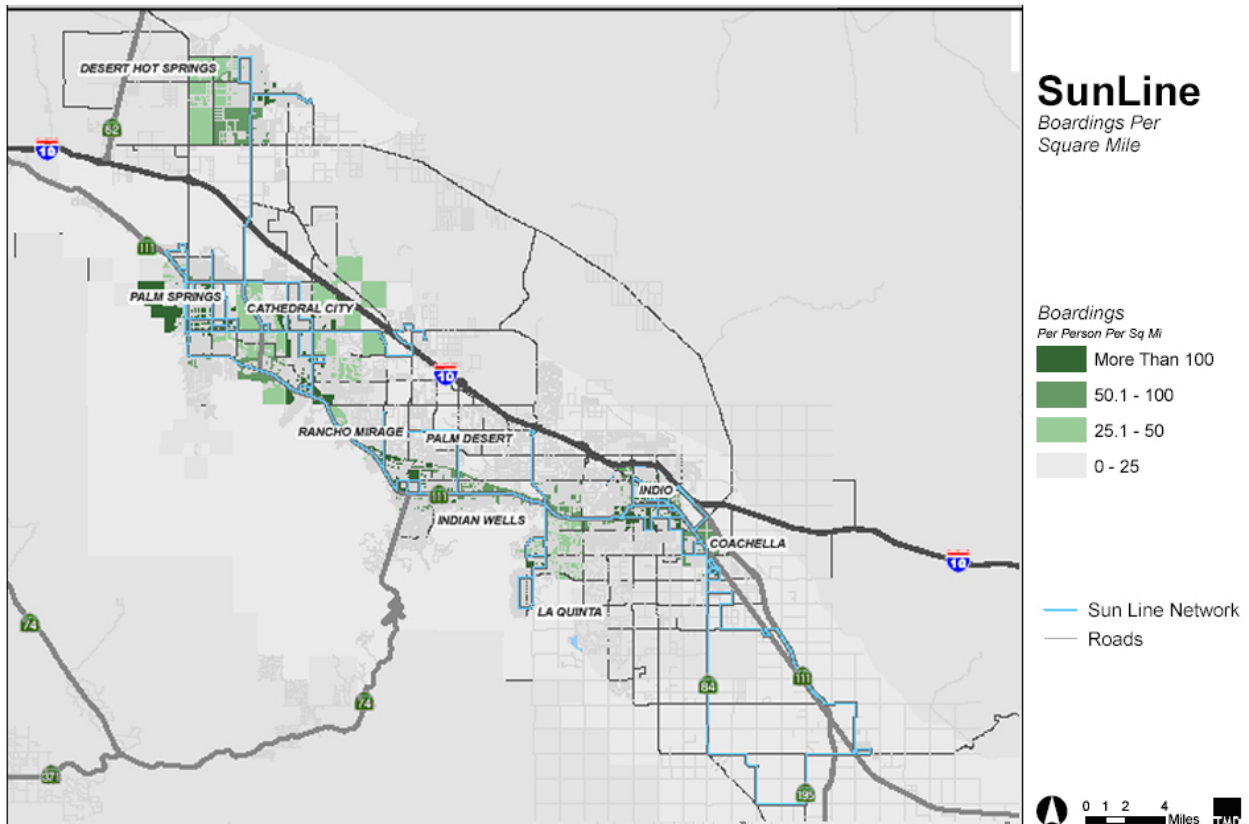 DESERT HOT SPRINGS
62
10
111
PALM SPRINGS
CATHEDRAL CITY
10
RANCHO MIRAGE
PALM DESERT
111
INDIO
INDIAN WELLS
COACHELLA
10
LA QUINTA
74
84
111
74
371
195
SunLine
Boardings Per
Square Mile
Boardings
Per Person Per Sq Mi
More Than 100
50.1 - 100
25.1 - 50
0 - 25
Sun Line Network
Roads
0 1 2 4
Miles
TMD